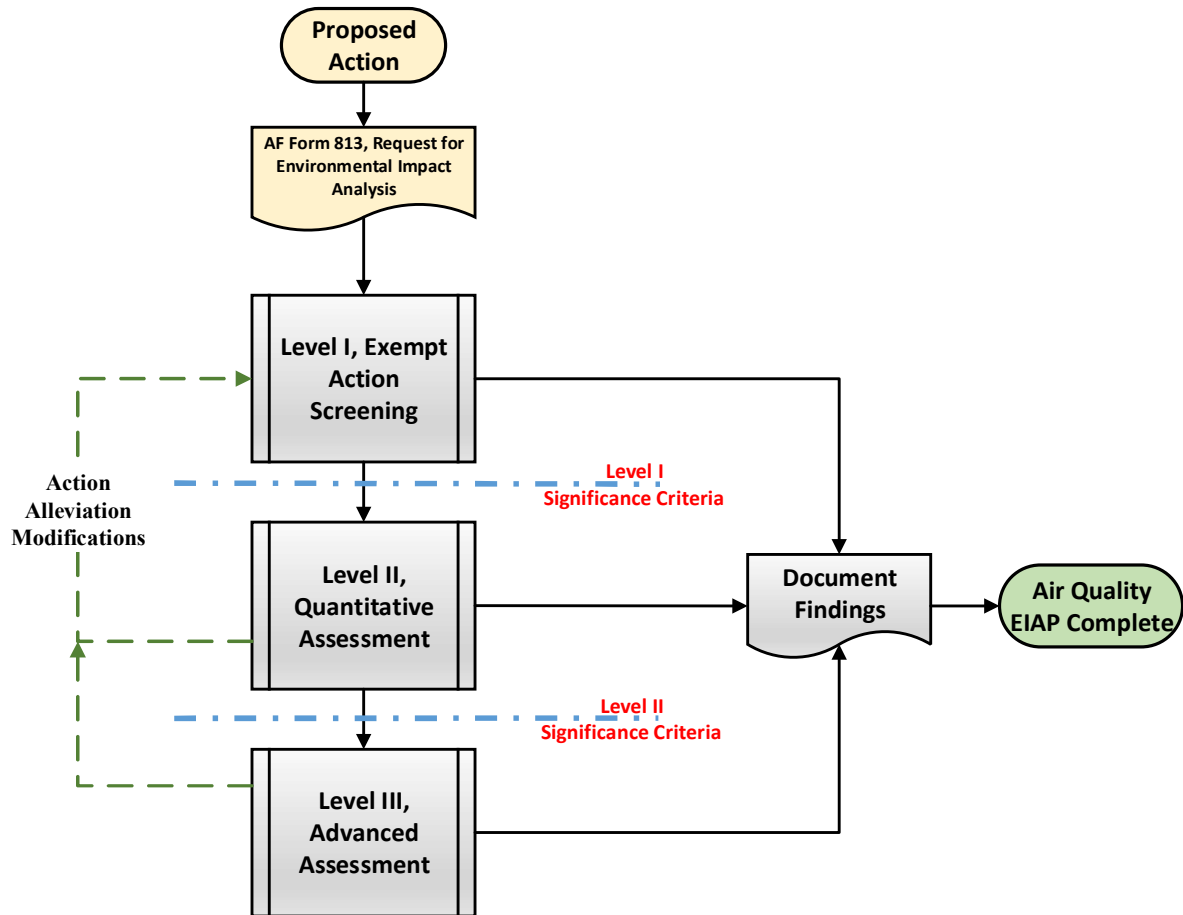 Proposed
Action
AF Form 813, Request for
Environmental Impact
Analysis
Level I, Exempt
Action
Screening
Action
Alleviation
Modifications
Level I
Significance Criteria
Level II,
Quantitative
Assessment
Document
Findings
Air Quality
EIAP Complete
Level II
Significance Criteria
Level III,
Advanced
Assessment